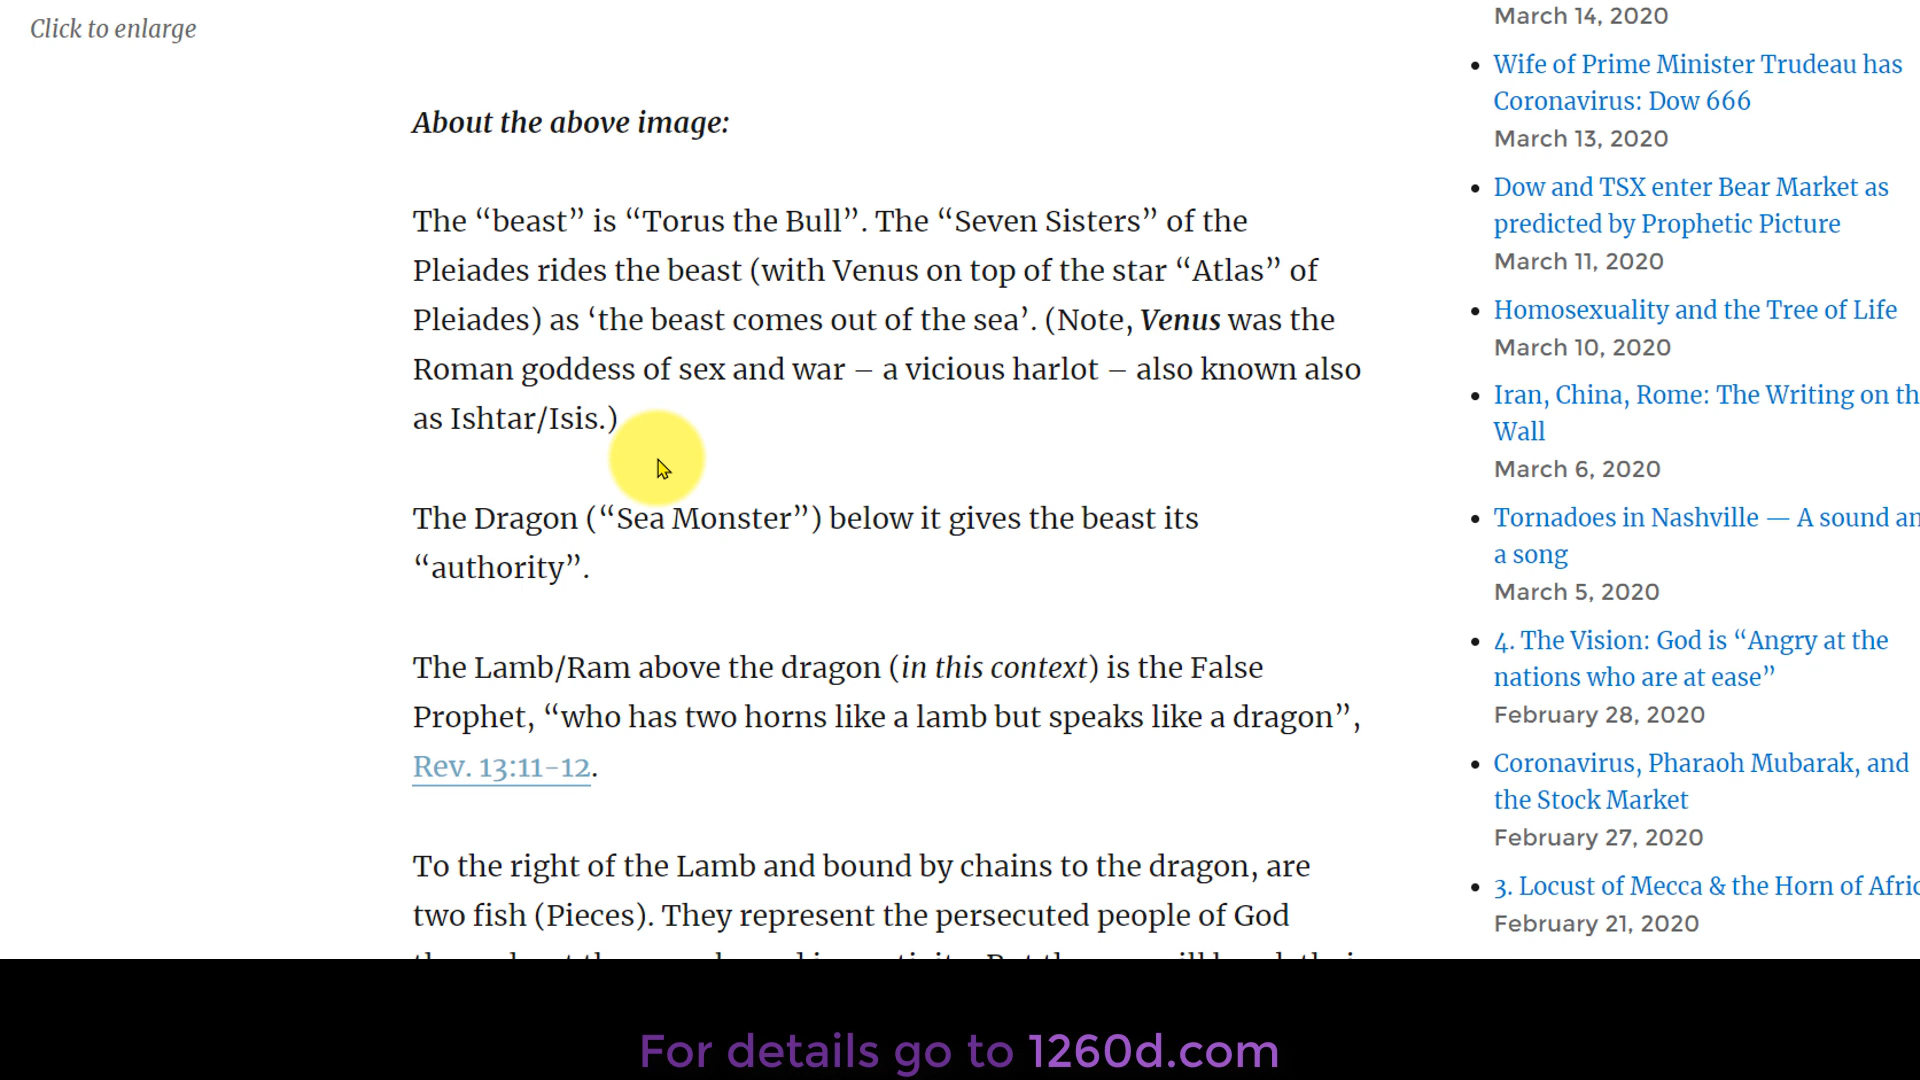 Click to enlarge
About the above image:
The “beast” is “Torus the Bull”. The “Seven Sisters” of the
Pleiades rides the beast (with Venus on top of the star “Atlas” of
Pleiades) as ‘the beast comes out of the sea’. (Note, Venus was the
Roman goddess of sex and war – a vicious harlot – also known also
as Ishtar/Isis.)
The Dragon (“Sea Monster”) below it gives the beast its
“authority”.
The Lamb/Ram above the dragon (in this context) is the False
Prophet, “who has two horns like a lamb but speaks like a dragon”,
Rev. 13:11-12.
To the right of the Lamb and bound by chains to the dragon, are
two fish (Pieces). They represent the persecuted people of God
March 14, 2020
Wife of Prime Minister Trudeau has
Coronavirus: Dow 666
March 13, 2020
Dow and TSX enter Bear Market as
predicted by Prophetic Picture
March 11, 2020
Homosexuality and the Tree of Life
March 10, 2020
Iran, China, Rome: The Writing on th
Wall
March 6, 2020
Tornadoes in Nashville — A sound an
a song
March 5, 2020
4. The Vision: God is “Angry at the
nations who are at ease”
February 28, 2020
Coronavirus, Pharaoh Mubarak, and
the Stock Market
February 27, 2020
3. Locust of Mecca & the Horn of Afric
February 21, 2020
For details go to 1260d.com